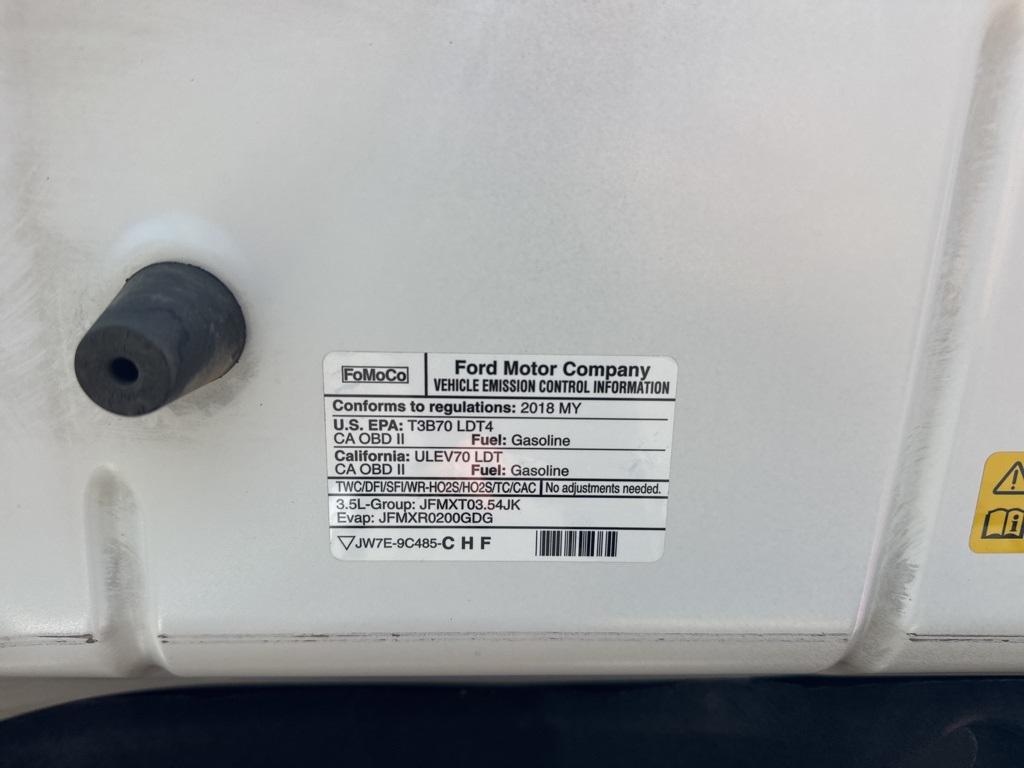 FoMoCo
Ford Motor Company
VEHICLE EMISSION CONTROL INFORMATION
Conforms to regulations: 2018 MY
U.S. EPA: T3B70 LDT4
CA OBD II Fuel: Gasoline
California: ULEV70 LDT
CA OBD II Fuel: Gasoline
TWC/DFI/SFI/WR-HO2S/HO2S/TC/CAC No adjustments needed.
3.5L-Group: JFMXT03.54JK
Evap: JFMXR0200GDG
JW7E-9C485-C H F